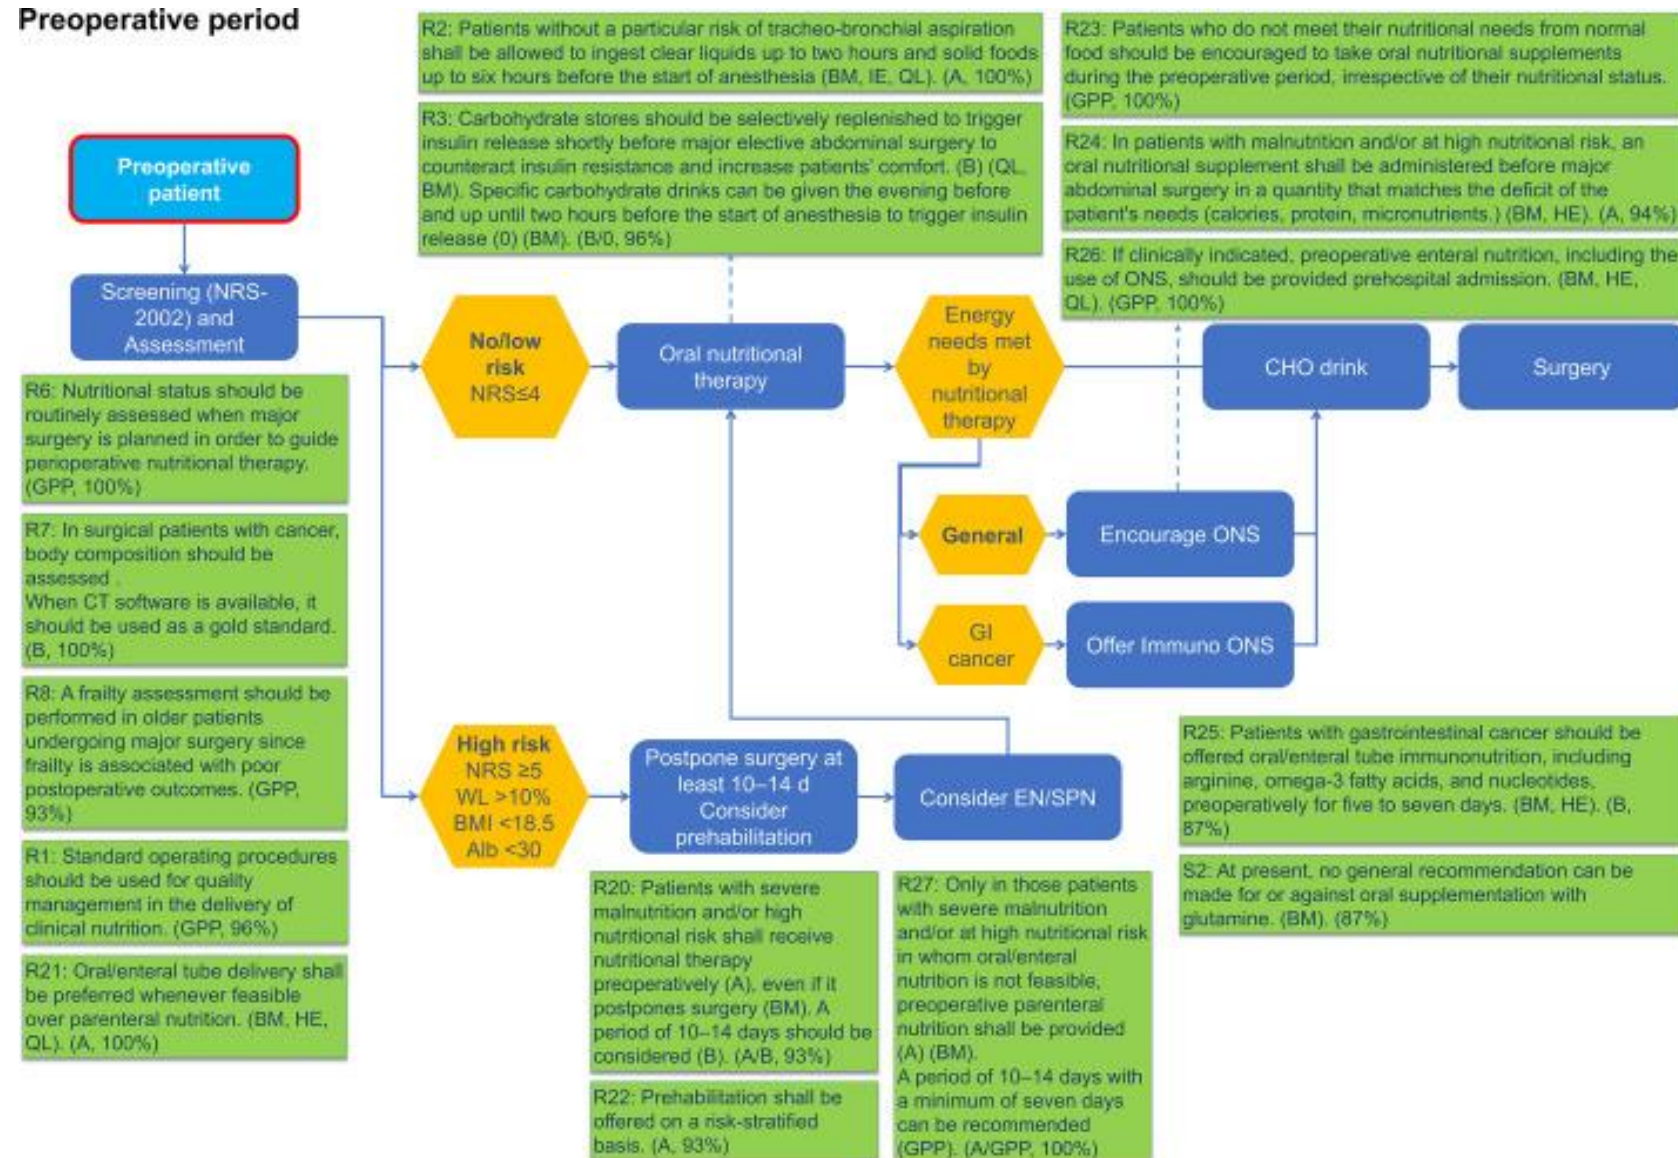 Preoperative period
Preoperative
patient
Screening (NRS-
2002) and
Assessment
R6: Nutritional status should be
routinely assessed when major
surgery is planned in order to guide
perioperative nutritional therapy.
(GPP, 100%)
R7: In surgical patients with cancer,
body composition should be
assessed .
When CT software is available, it
should be used as a gold standard.
(B, 100%)
R8: A frailty assessment should be
performed in older patients
undergoing major surgery since
frailty is associated with poor
postoperative outcomes. (GPP,
93%)
R1: Standard operating procedures
should be used for quality
management in the delivery of
clinical nutrition. (GPP, 96%)
R21: Oral/enteral tube delivery shall
be preferred whenever feasible
over parenteral nutrition. (BM, HE,
QL). (A, 100%)
R2: Patients without a particular risk of tracheo-bronchial aspiration
shall be allowed to ingest clear liquids up to two hours and solid foods
up to six hours before the start of anesthesia (BM, IE, QL). (A, 100%)
R3: Carbohydrate stores should be selectively replenished to trigger
insulin release shortly before major elective abdominal surgery to
counteract insulin resistance and increase patients' comfort. (B) (QL,
BM). Specific carbohydrate drinks can be given the evening before
and up until two hours before the start of anesthesia to trigger insulin
release (0) (BM). (B/0, 96%)
R23: Patients who do not meet their nutritional needs from normal
food should be encouraged to take oral nutritional supplements
during the preoperative period, irrespective of their nutritional status.
(GPP, 100%)
R24: In patients with malnutrition and/or at high nutritional risk, an
oral nutritional supplement shall be administered before major
abdominal surgery in a quantity that matches the deficit of the
patient's needs (calories, protein, micronutrients.) (BM, HE). (A, 94%)
R26: If clinically indicated, preoperative enteral nutrition, including the
use of ONS, should be provided prehospital admission. (BM, HE,
QL). (GPP, 100%)
No/low
risk
NRS≤4
Oral nutritional
therapy
Energy
needs met
by
nutritional
therapy
CHO drink
Surgery
General
Encourage ONS
GI
cancer
Offer Immuno ONS
High risk
NRS ≥5
WL >10%
BMI <18.5
Alb <30
Postpone surgery at
least 10–14 d
Consider
prehabilitation
Consider EN/SPN
R20: Patients with severe
malnutrition and/or high
nutritional risk shall receive
nutritional therapy
preoperatively (A), even if it
postpones surgery (BM). A
period of 10–14 days should be
considered (B). (A/B, 93%)
R22: Prehabilitation shall be
offered on a risk-stratified
basis. (A, 93%)
R27: Only in those patients
with severe malnutrition
and/or at high nutritional risk
in whom oral/enteral
nutrition is not feasible,
preoperative parenteral
nutrition shall be provided
(A) (BM).
A period of 10–14 days with
a minimum of seven days
can be recommended
(GPP). (A/GPP, 100%)
R25: Patients with gastrointestinal cancer should be
offered oral/enteral tube immunonutrition, including
arginine, omega-3 fatty acids, and nucleotides,
preoperatively for five to seven days. (BM, HE). (B,
87%)
S2: At present, no general recommendation can be
made for or against oral supplementation with
glutamine. (BM). (87%)